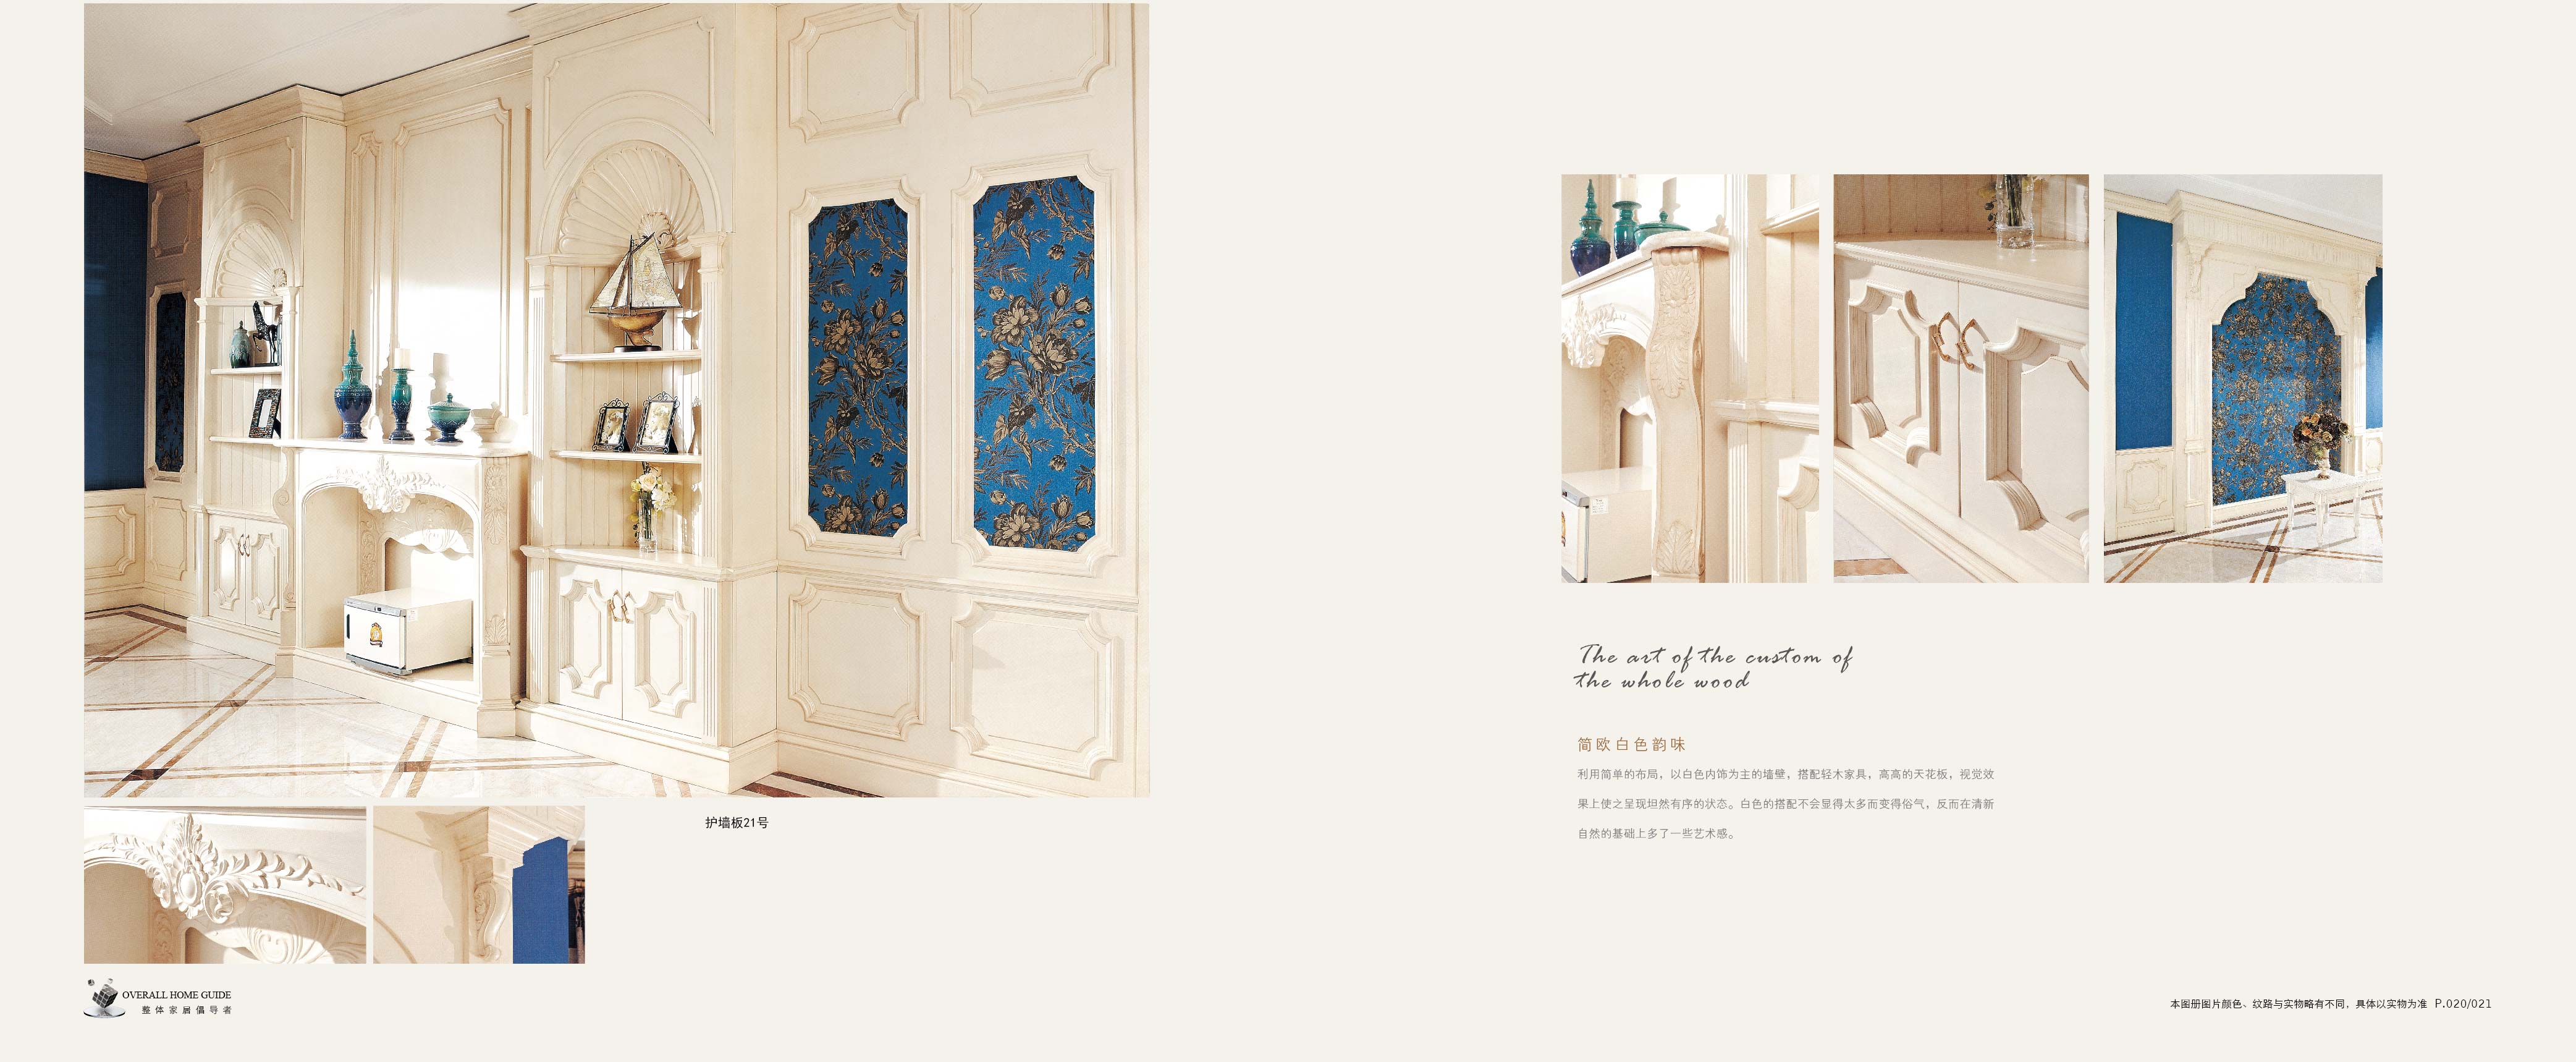 护墙板21号
OVERALL HOME GUIDE
整体家居倡导者
The art of the custom of
the whole wood
简欧白色韵味
利用简单的布局，以白色内饰为主的墙壁，搭配轻木家具，高高的天花板，视觉效
果上使之呈现坦然有序的状态。白色的搭配不会显得太多而变得俗气，反而在清新
自然的基础上多了一些艺术感。
本图册图片颜色、纹路与实物略有不同，具体以实物为准 P.020/021